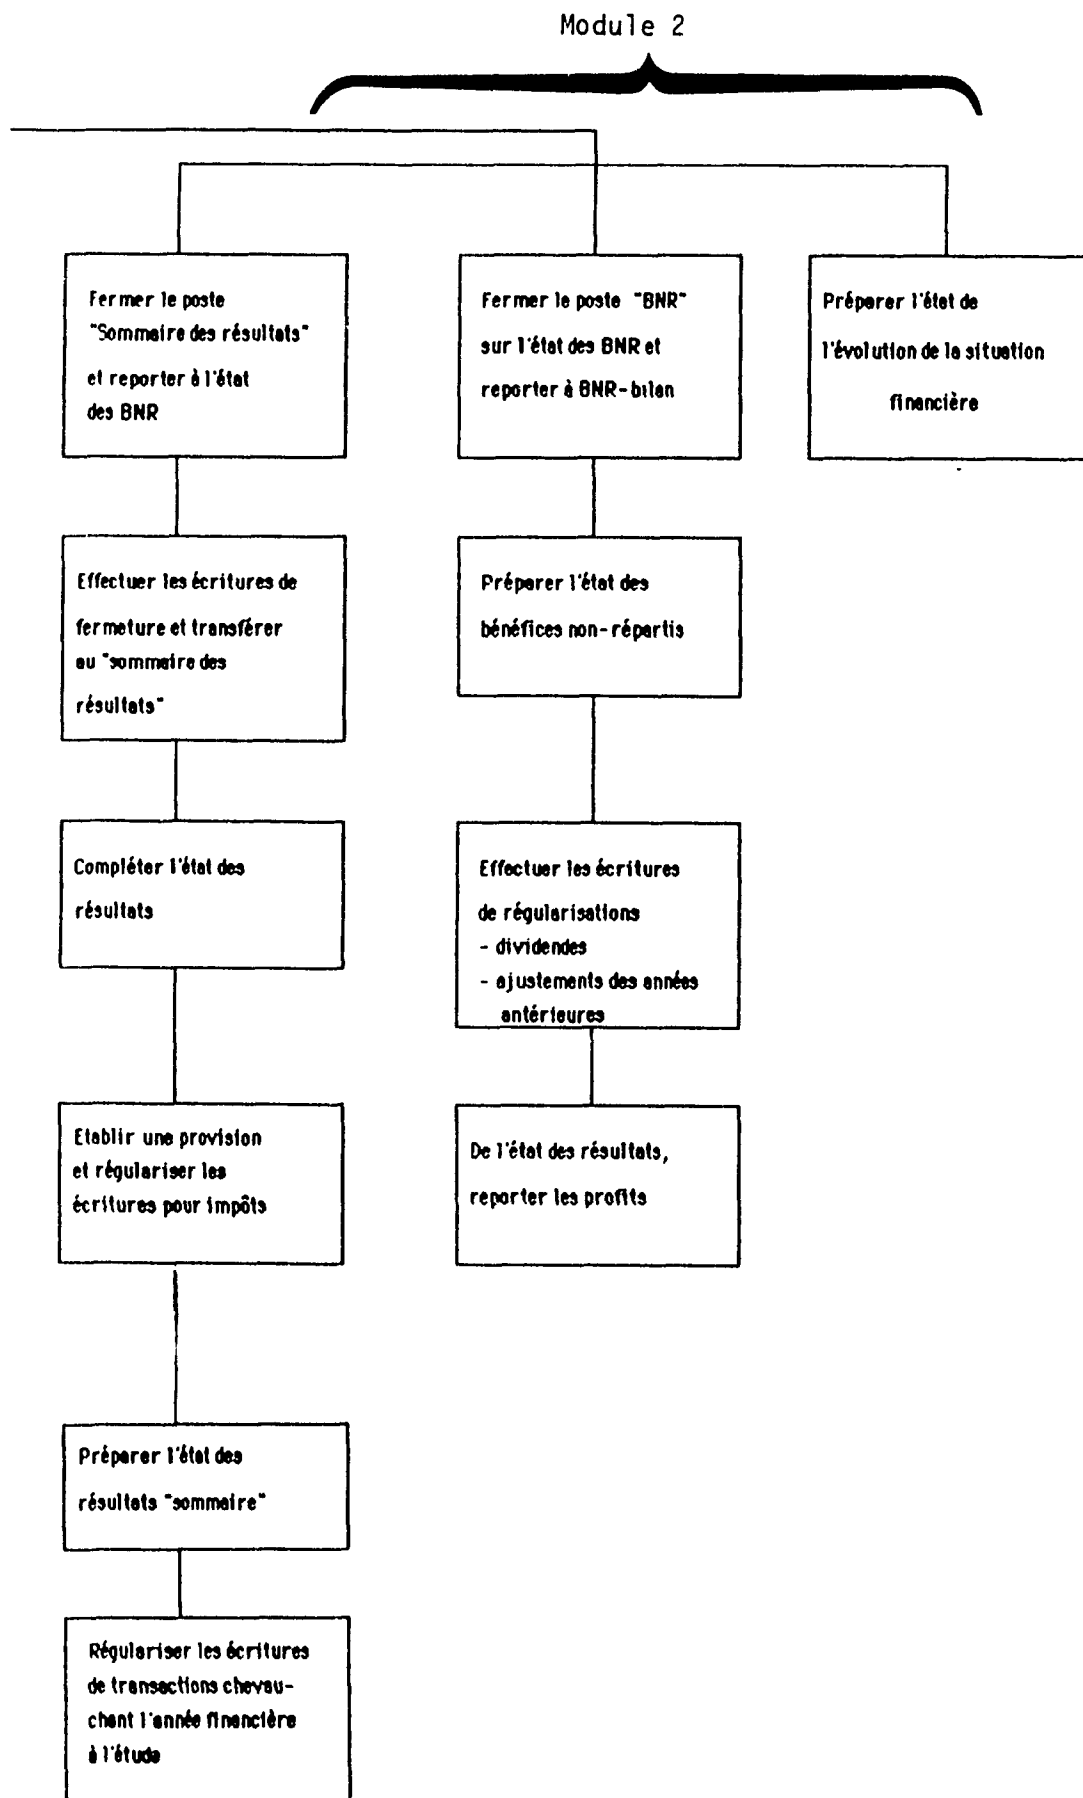 Module 2
Fermer le poste
"Sommaire des résultats"
et reporter à l'état
des BNR
Effectuer les écritures de
fermeture et transférer
au "sommaire des
résultats"
Compléter l'état des
résultats
Etablir une provision
et régulariser les
écritures pour impôts
Préparer l'état des
résultats "sommaire"
Régulariser les écritures
de transactions chevau-
chant l'année financière
à l'étude
Fermer le poste "BNR"
sur l'état des BNR et
reporter à BNR-bilan
Préparer l'état des
bénéfices non-répartis
Effectuer les écritures
de régularisations
- dividendes
- ajustements des années
antérieures
De l'état des résultats,
reporter les profits
Préparer l'état de
l'évolution de la situation
financière